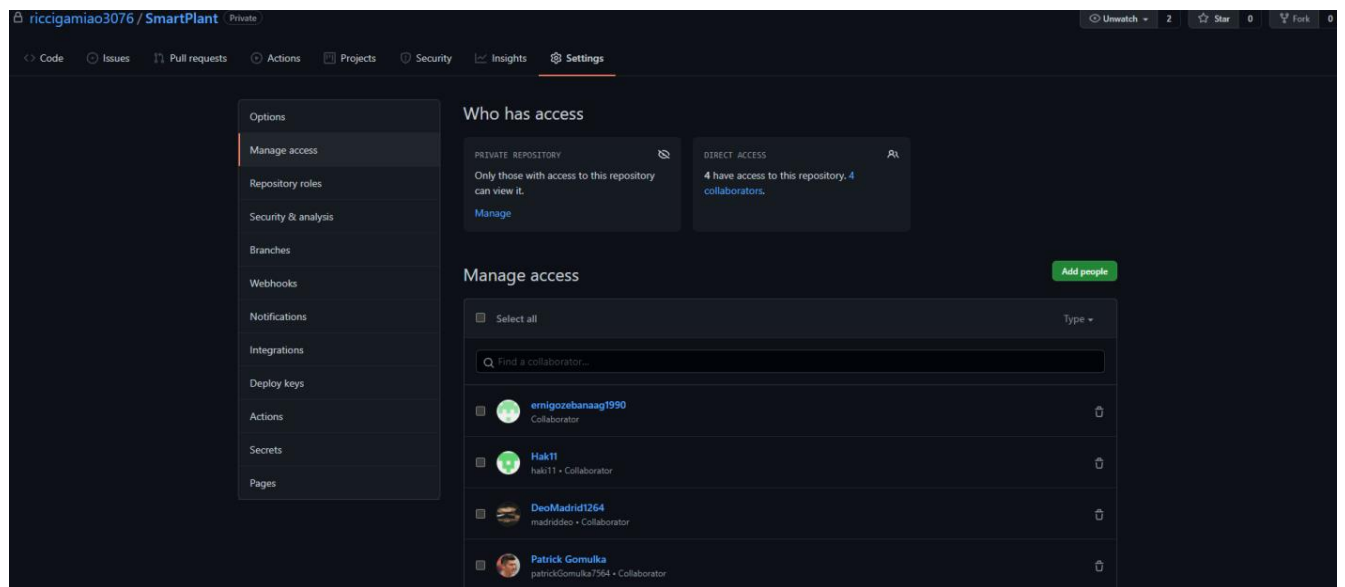 riccigamiao3076 / SmartPlant Private
Unwatch 2 Star 0 Fork 0
Code Issues Pull requests Actions Projects Security Insights Settings
Options
Manage access
Repository roles
Security & analysis
Branches
Webhooks
Notifications
Integrations
Deploy keys
Actions
Secrets
Pages
Who has access
PRIVATE REPOSITORY
Only those with access to this repository
can view it.
Manage
DIRECT ACCESS
4 have access to this repository. 4
collaborators.
Manage access
Add people
Select all
Type
Find a collaborator...
ernigozebanaag1990
Collaborator
Hak11
haki11 • Collaborator
DeoMadrid1264
madriddeo • Collaborator
Patrick Gomulka
patrickGomulka7564 • Collaborator